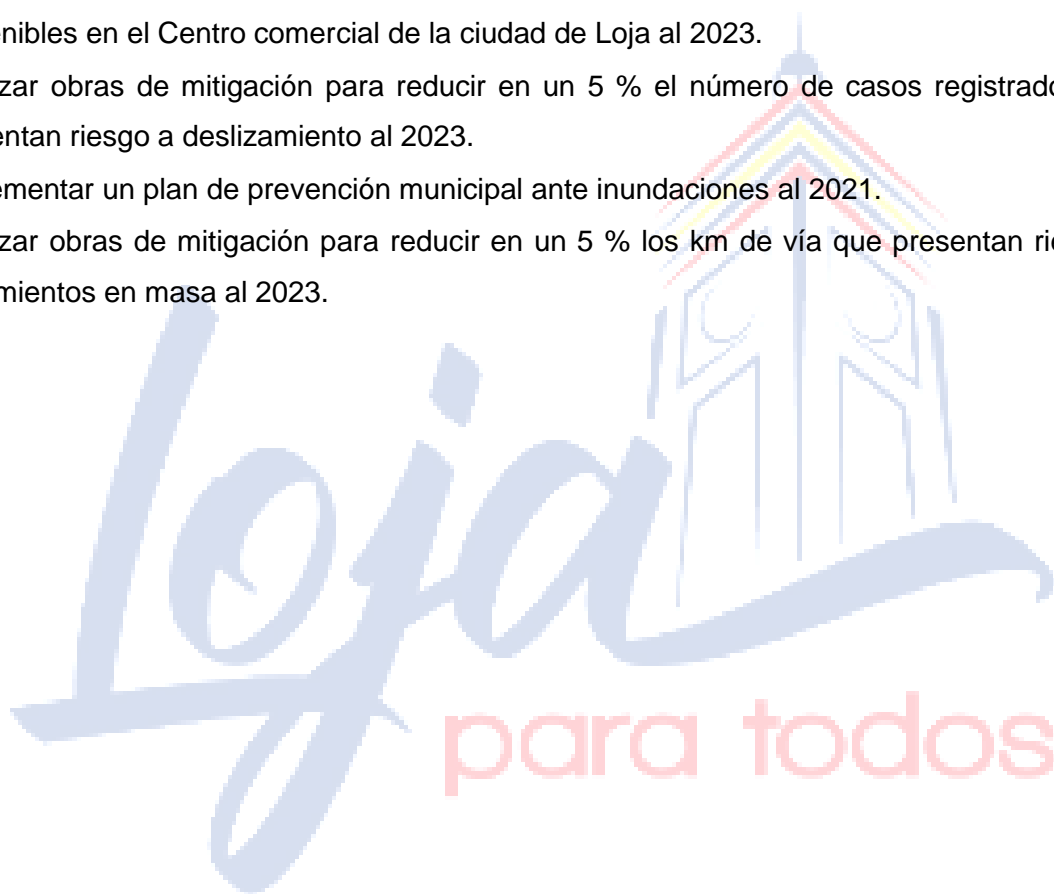 enibles en el Centro comercial de la ciudad de Loja al 2023.
zar obras de mitigación para reducir en un 5 % el número de casos registrado
entan riesgo a deslizamiento al 2023.
ementar un plan de prevención municipal ante inundaciones al 2021.
zar obras de mitigación para reducir en un 5 % los km de vía que presentan rie
mientos en masa al 2023.
Loja
para todos